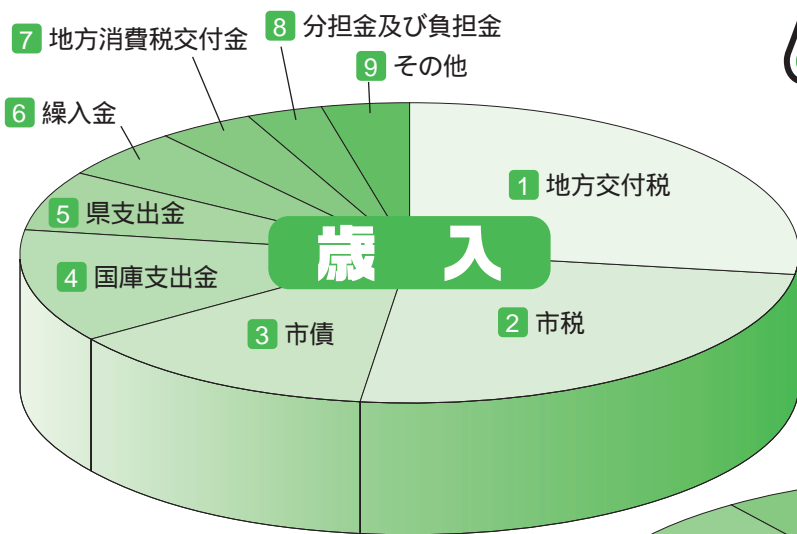 7 地方消費税交付金
8 分担金及び負担金
9 その他
6 繰入金
1 地方交付税
5 県支出金
歳 入
4 国庫支出金
2 市税
3 市債